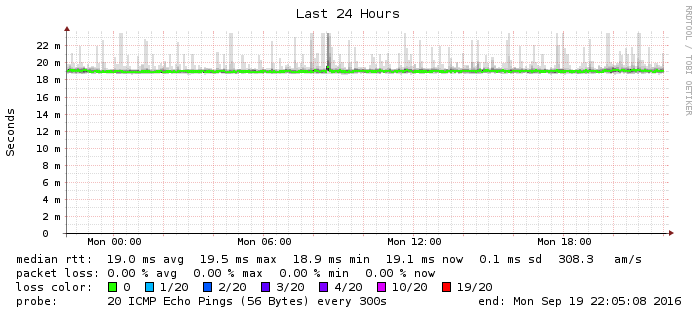 Last 24 Hours
RRDTOOL / TOBI OETIKER
Seconds
22 m
20 m
18 m
16 m
14 m
12 m
10 m
8 m
6 m
4 m
2 m
0
Mon 00:00 Mon 06:00 Mon 12:00 Mon 18:00
median rtt: 19.0 ms avg 19.5 ms max 18.9 ms min 19.1 ms now 0.1 ms sd 308.3 am/s
packet loss: 0.00 % avg 0.00 % max 0.00 % min 0.00 % now
loss color: 0 1/20 2/20 3/20 4/20 10/20 19/20
probe: 20 ICMP Echo Pings (56 Bytes) every 300s end: Mon Sep 19 22:05:08 2016